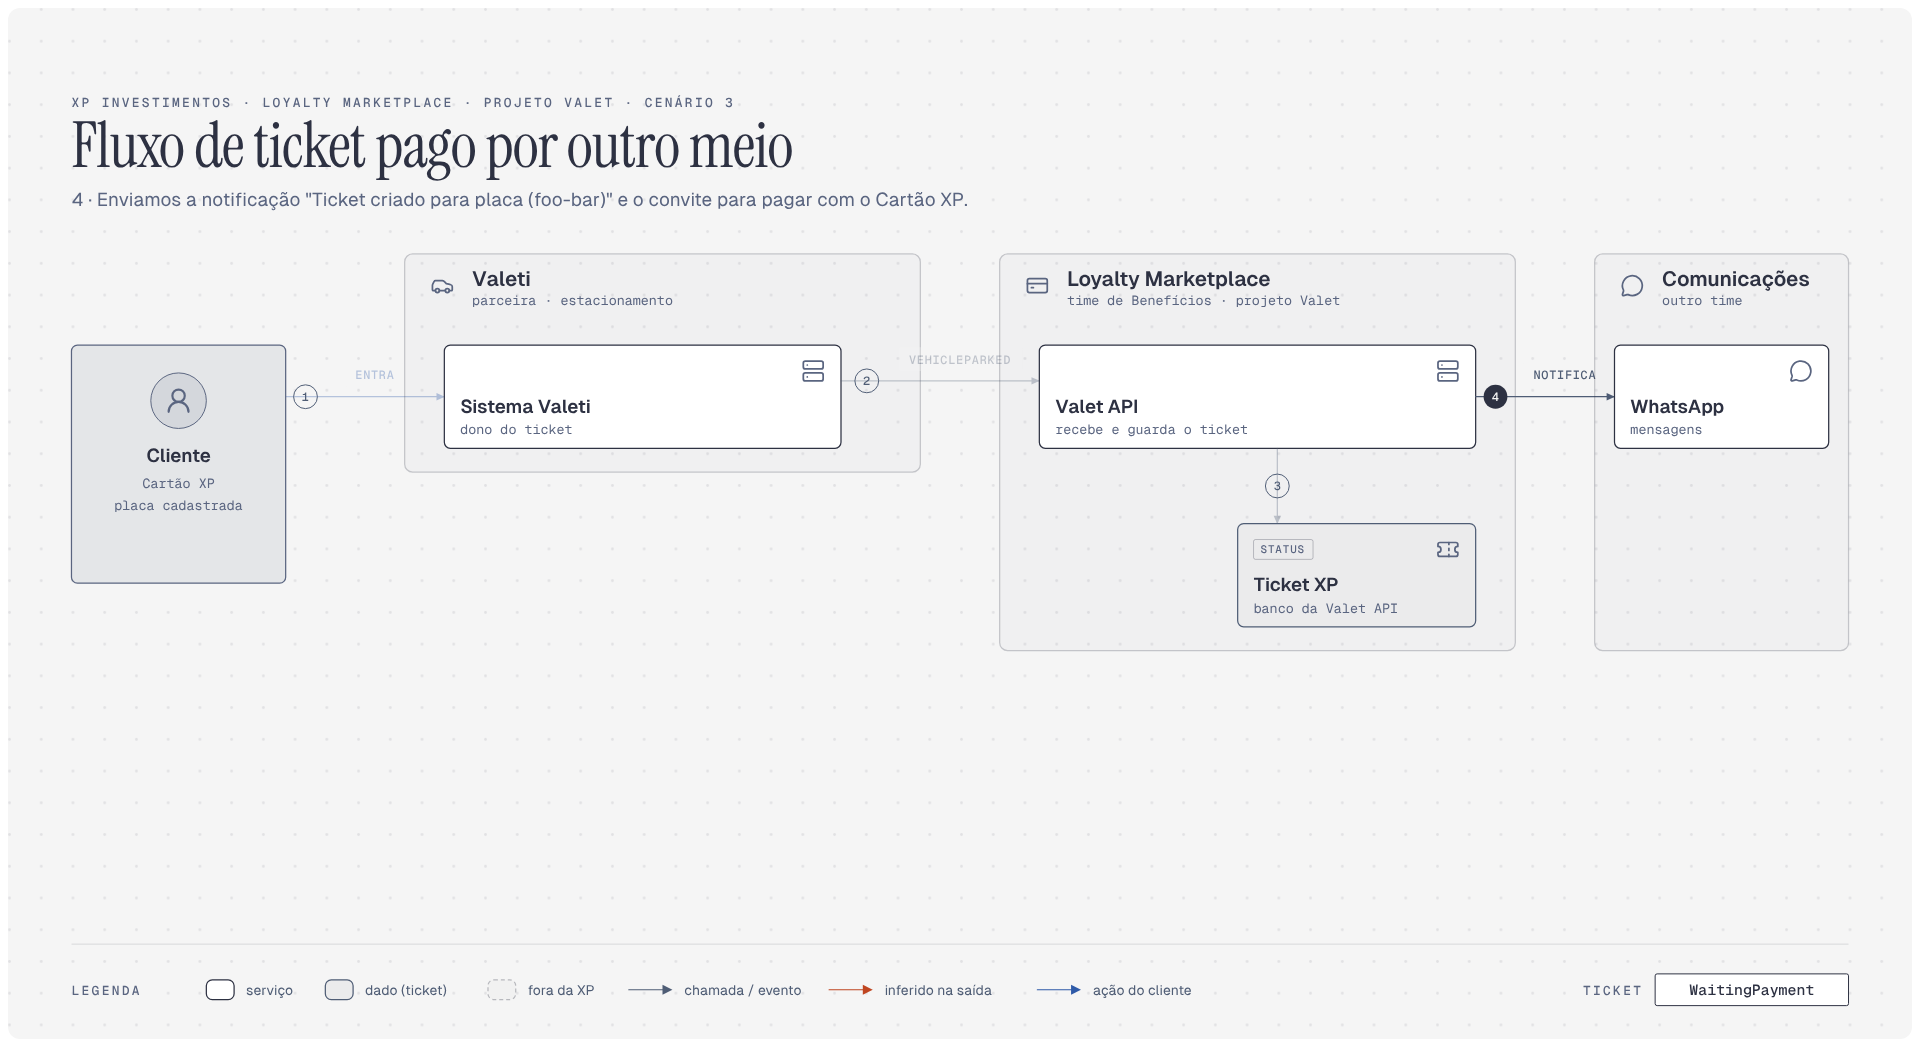 XP INVESTIMENTOS · LOYALTY MARKETPLACE · PROJETO VALET · CENÁRIO 3
Fluxo de ticket pago por outro meio
4 · Enviamos a notificação "Ticket criado para placa (foo-bar)" e o convite para pagar com o Cartão XP.
Valeti
parceira · estacionamento
Loyalty Marketplace
time de Benefícios · projeto Valet
Comunicações
outro time
Cliente
Cartão XP
placa cadastrada
1
ENTRA
Sistema Valeti
dono do ticket
2
VEHICLEPARKED
Valet API
recebe e guarda o ticket
4
NOTIFICA
WhatsApp
mensagens
3
STATUS
Ticket XP
banco da Valet API
LEGENDA
serviço
dado (ticket)
fora da XP
chamada / evento
inferido na saída
ação do cliente
TICKET
WaitingPayment